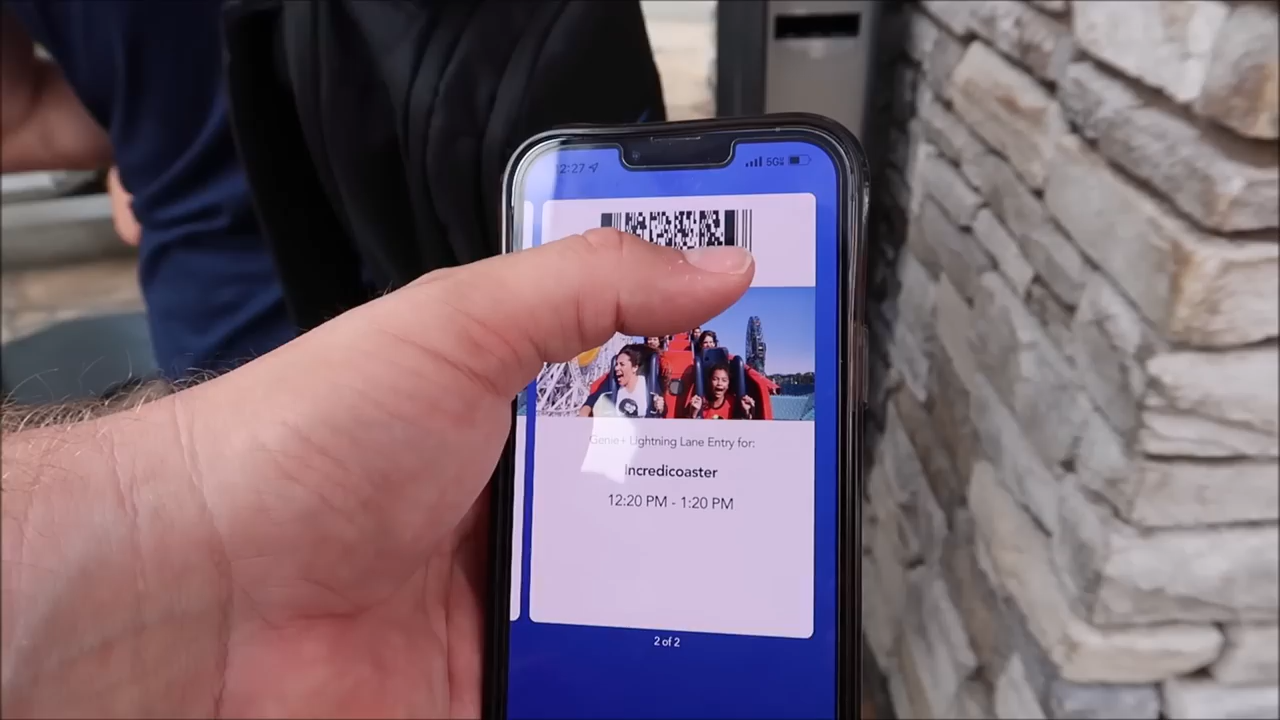 12:27 5G
Genie+ Lightning Lane Entry for:
Incredicoaster
12:20 PM - 1:20 PM
2 of 2